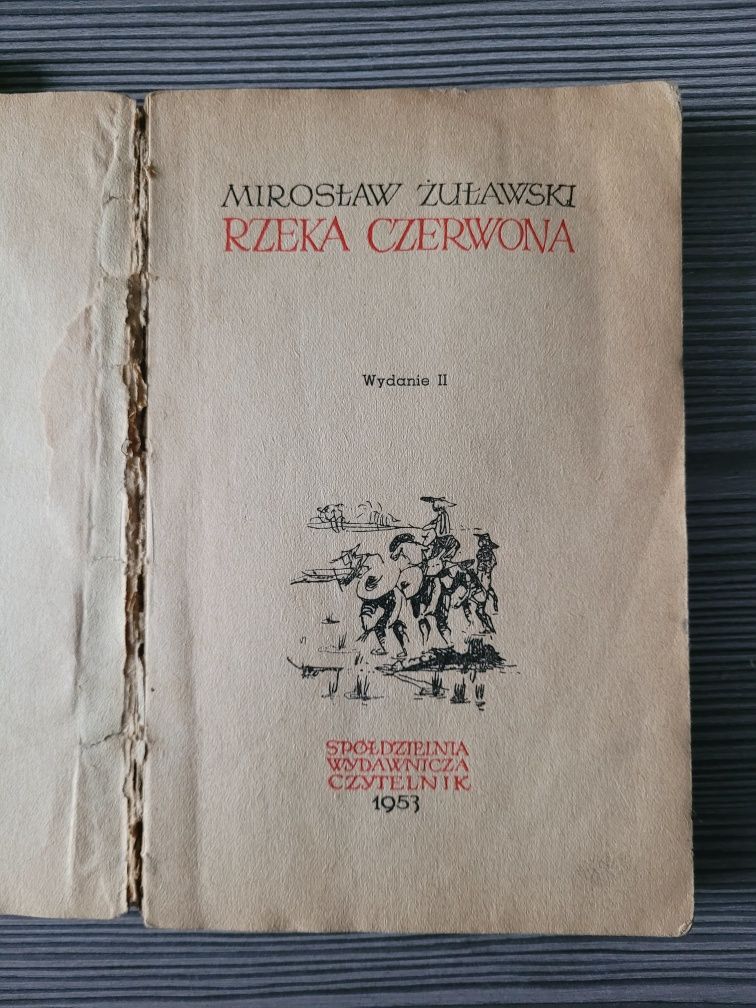 MIROSŁAW ŻUŁAWSKI
RZEKA CZERWONA
Wydanie II
SPÓŁDZIELNIA
WYDAWNICZA
CZYTELNIK
1953